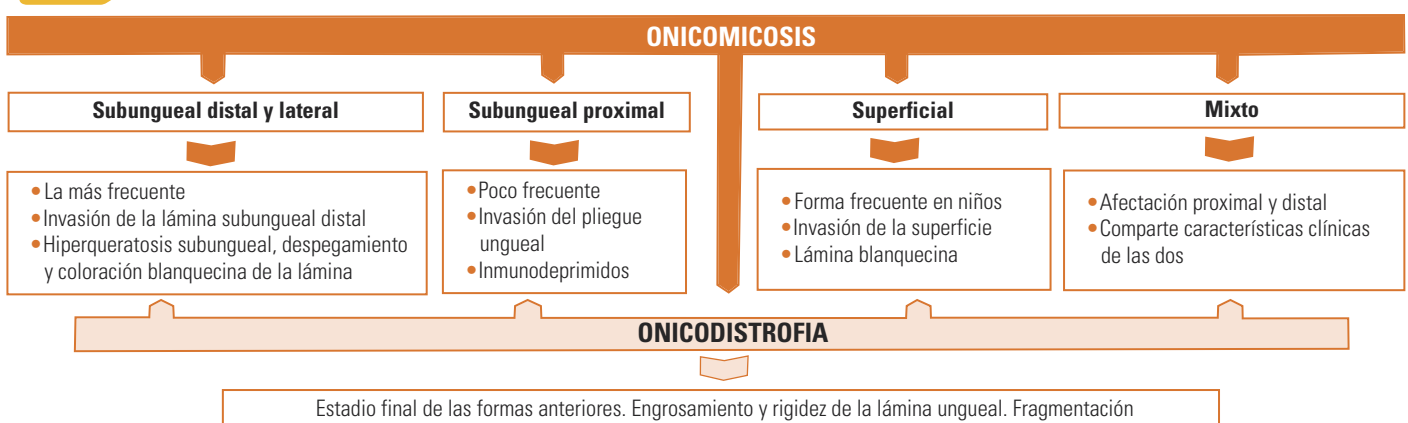 ONICOMICOSIS
Subungueal distal y lateral
• La más frecuente
• Invasión de la lámina subungueal distal
• Hiperqueratosis subungueal, despegamiento
y coloración blanquecina de la lámina
Subungueal proximal
• Poco frecuente
• Invasión del pliegue
ungueal
• Inmunodeprimidos
Superficial
• Forma frecuente en niños
• Invasión de la superficie
• Lámina blanquecina
Mixto
• Afectación proximal y distal
• Comparte características clínicas
de las dos
ONICODISTROFIA
Estadio final de las formas anteriores. Engrosamiento y rigidez de la lámina ungueal. Fragmentación